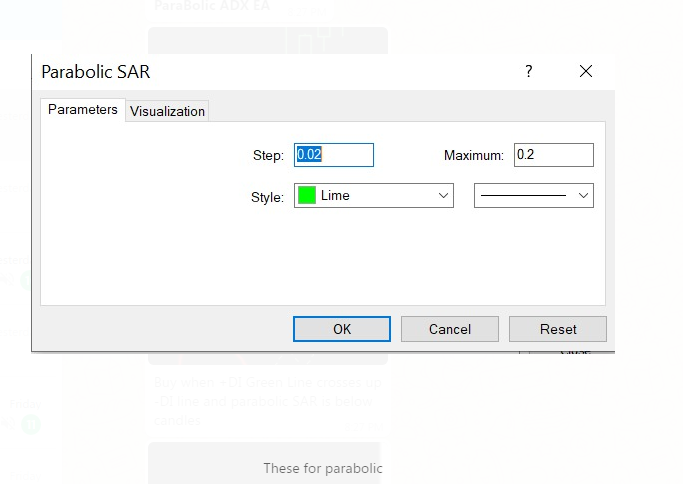 ParaBolic ADX EA
Parabolic SAR ?
Parameters Visualization
Step: 0.02 Maximum: 0.2
Style: Lime
OK Cancel Reset
Close
Buy when +DI Green Line crosses up
-DI line and parabolic SAR is below
candles
These for parabolic